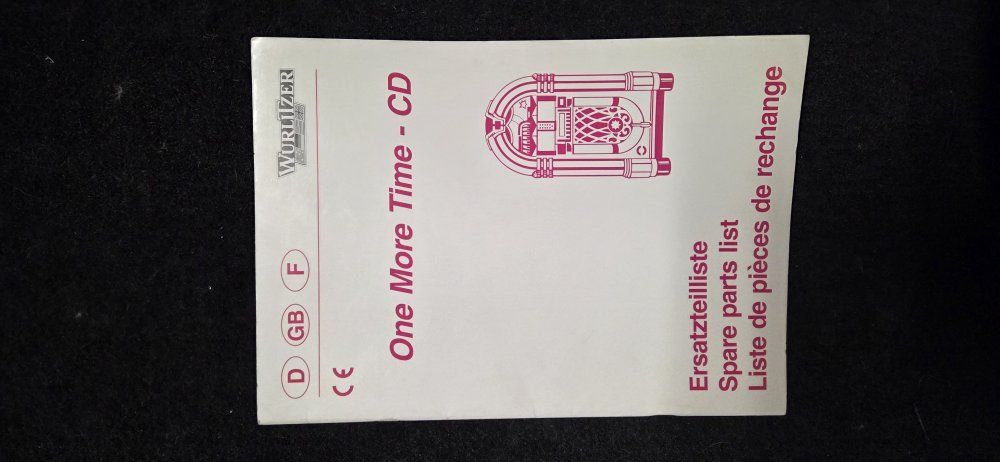 D GB F
WURLITZER
CE
One More Time - CD
Ersatzteilliste
Spare parts list
Liste de pièces de rechange